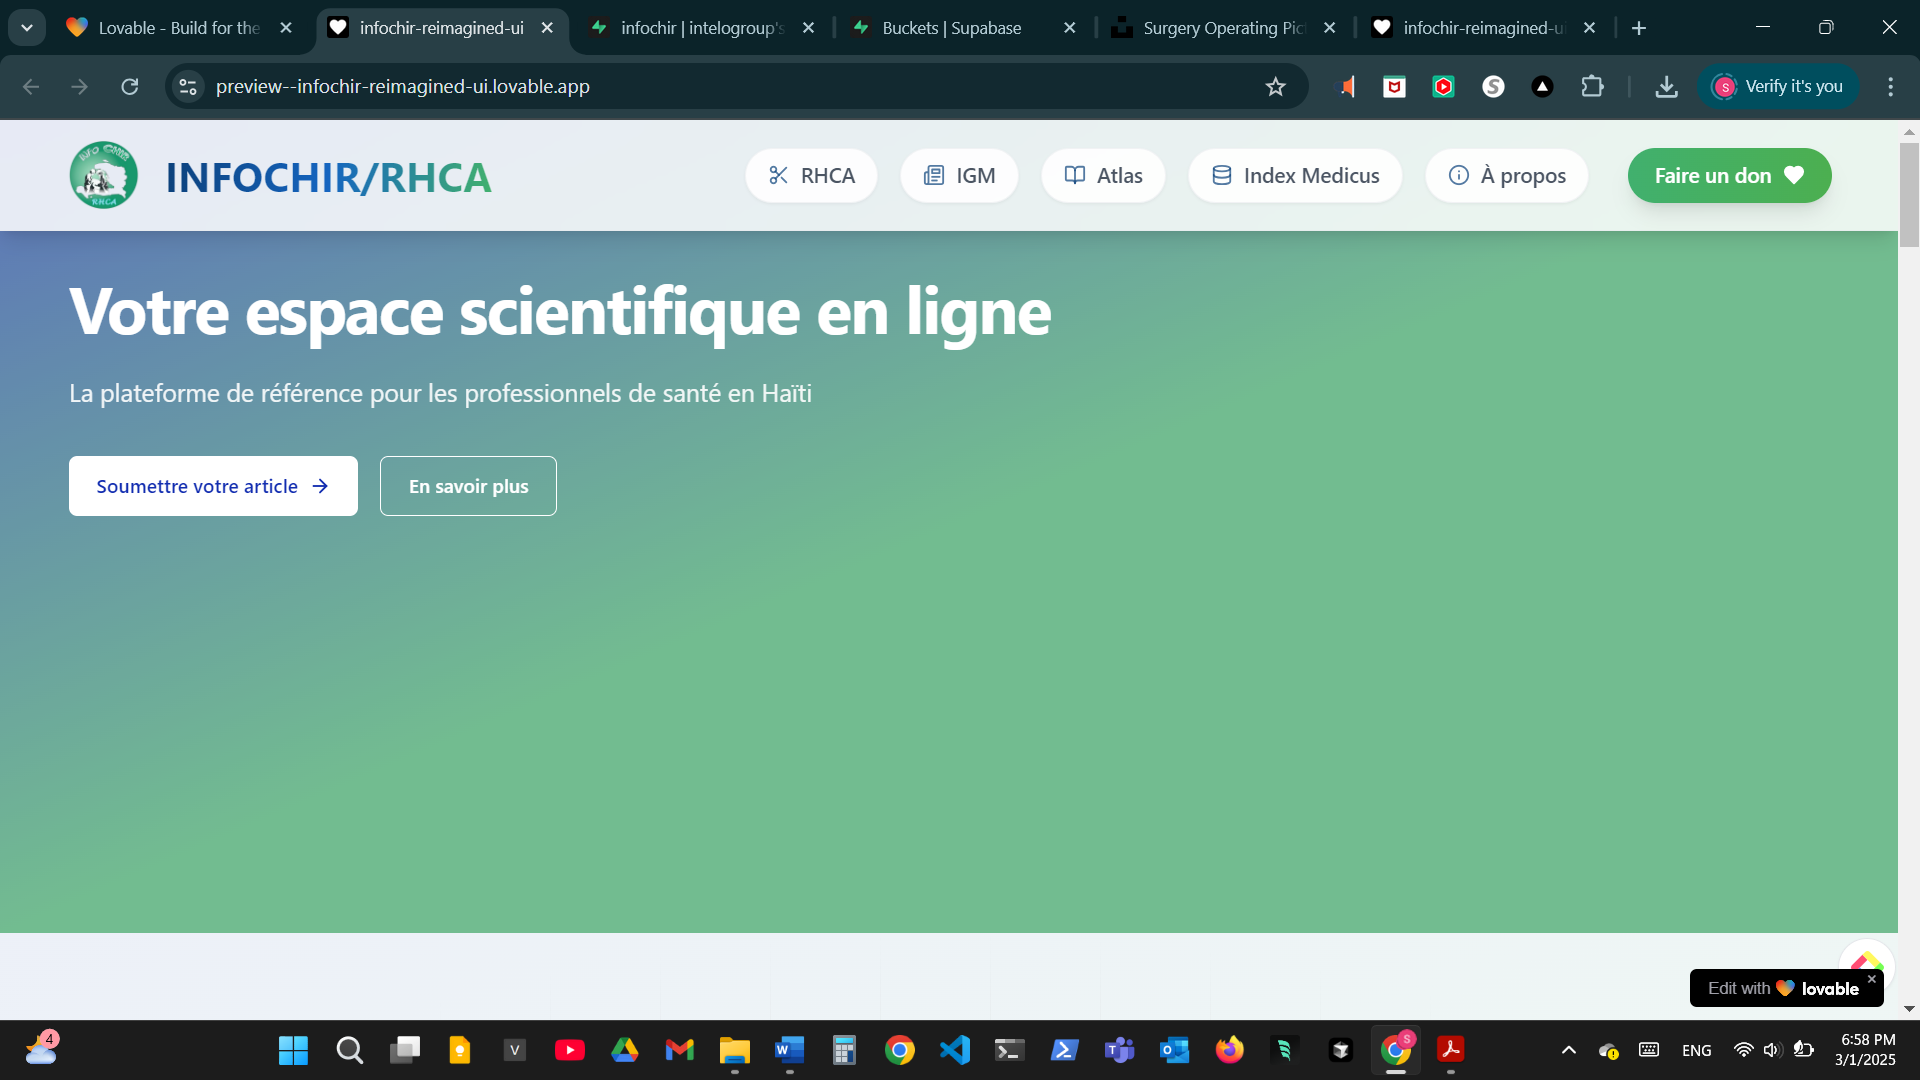 Lovable - Build for the
infochir-reimagined-ui
infochir | intelogroup's
Buckets | Supabase
Surgery Operating Pic
infochir-reimagined-ui
preview--infochir-reimagined-ui.lovable.app
Verify it's you
INFOCHIR/RHCA
RHCA
IGM
Atlas
Index Medicus
À propos
Faire un don
Votre espace scientifique en ligne
La plateforme de référence pour les professionnels de santé en Haïti
Soumettre votre article
En savoir plus
Edit with lovable
4
ENG
6:58 PM
3/1/2025